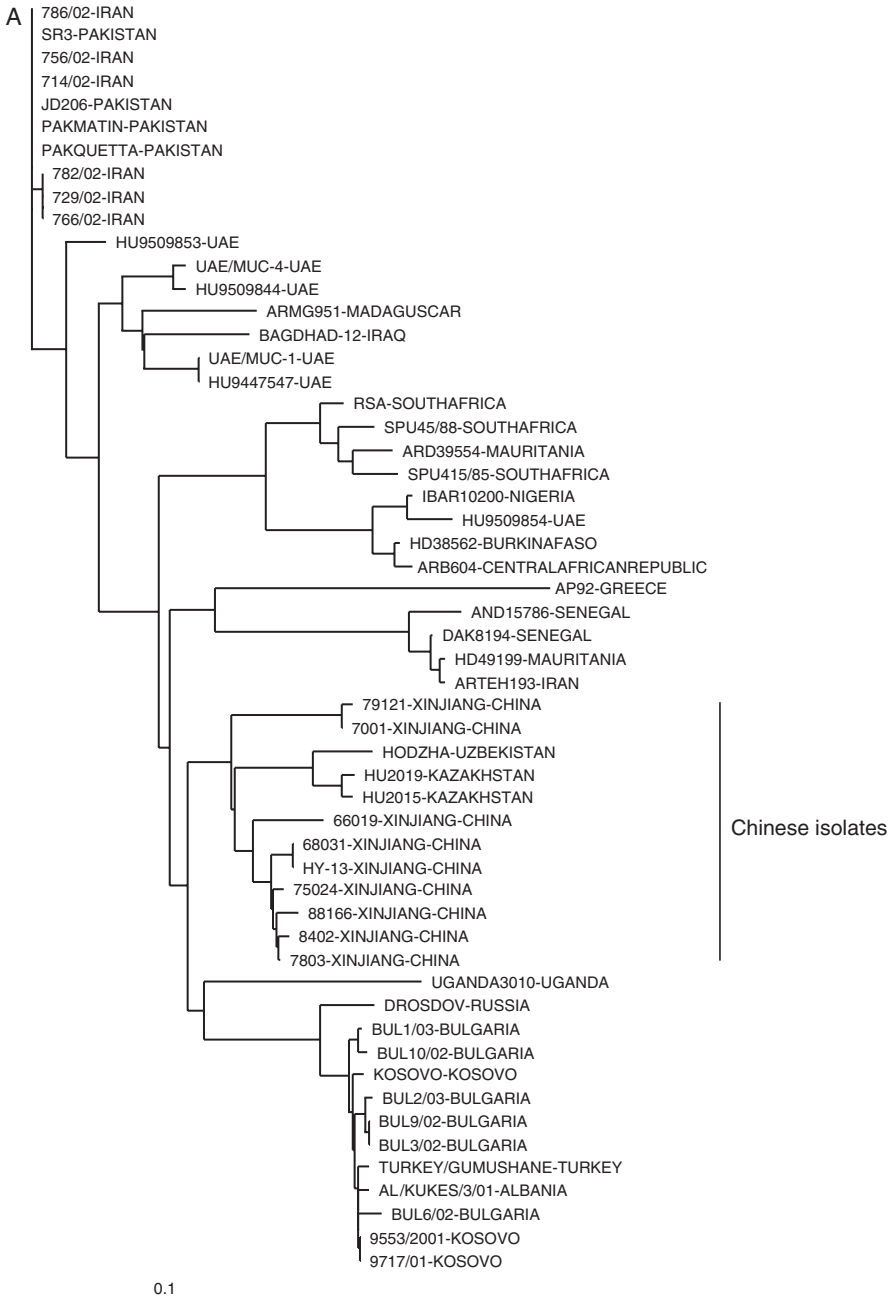 A
786/02-IRAN
SR3-PAKISTAN
756/02-IRAN
714/02-IRAN
JD206-PAKISTAN
PAKMATIN-PAKISTAN
PAKQUETTA-PAKISTAN
782/02-IRAN
729/02-IRAN
766/02-IRAN
HU9509853-UAE
UAE/MUC-4-UAE
HU9509844-UAE
ARMG951-MADAGUSCAR
BAGDHAD-12-IRAQ
UAE/MUC-1-UAE
HU9447547-UAE
RSA-SOUTHAFRICA
SPU45/88-SOUTHAFRICA
ARD39554-MAURITANIA
SPU415/85-SOUTHAFRICA
IBAR10200-NIGERIA
HU9509854-UAE
HD38562-BURKINAFASO
ARB604-CENTRALAFRICANREPUBLIC
AP92-GREECE
AND15786-SENEGAL
DAK8194-SENEGAL
HD49199-MAURITANIA
ARTEH193-IRAN
79121-XINJIANG-CHINA
7001-XINJIANG-CHINA
HODZHA-UZBEKISTAN
HU2019-KAZAKHSTAN
HU2015-KAZAKHSTAN
66019-XINJIANG-CHINA
Chinese isolates
68031-XINJIANG-CHINA
HY-13-XINJIANG-CHINA
75024-XINJIANG-CHINA
88166-XINJIANG-CHINA
8402-XINJIANG-CHINA
7803-XINJIANG-CHINA
UGANDA3010-UGANDA
DROSDOV-RUSSIA
BUL1/03-BULGARIA
BUL10/02-BULGARIA
KOSOVO-KOSOVO
BUL2/03-BULGARIA
BUL9/02-BULGARIA
BUL3/02-BULGARIA
TURKEY/GUMUSHANE-TURKEY
AL/KUKES/3/01-ALBANIA
BUL6/02-BULGARIA
9553/2001-KOSOVO
9717/01-KOSOVO
0.1